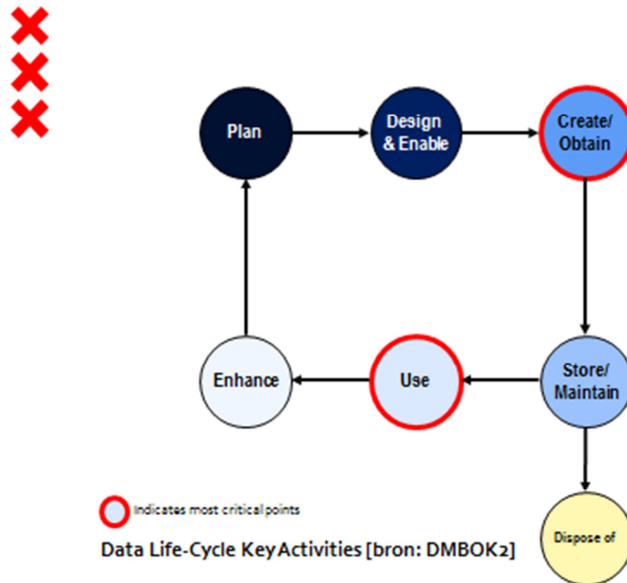 Plan
Design
& Enable
Create/
Obtain
Enhance
Use
Store/
Maintain
Indicates most critical points
Dispose of
Data Life-Cycle Key Activities [bron: DMBOK2]